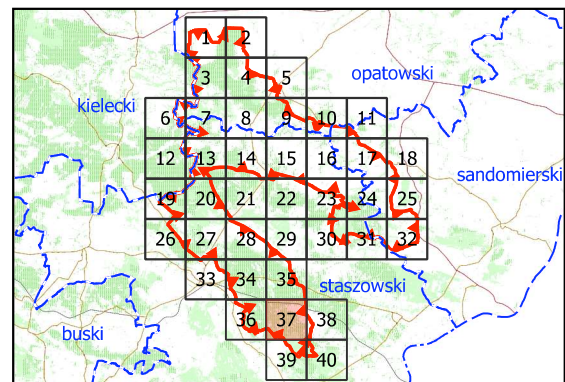 1 2
3 4 5
opatowski
kielecki
6 7 8 9 10 11
12 13 14 15 16 17 18
sandomierski
19 20 21 22 23 24 25
26 27 28 29 30 31 32
33 34 35
staszowski
36 37 38
buski
39 40